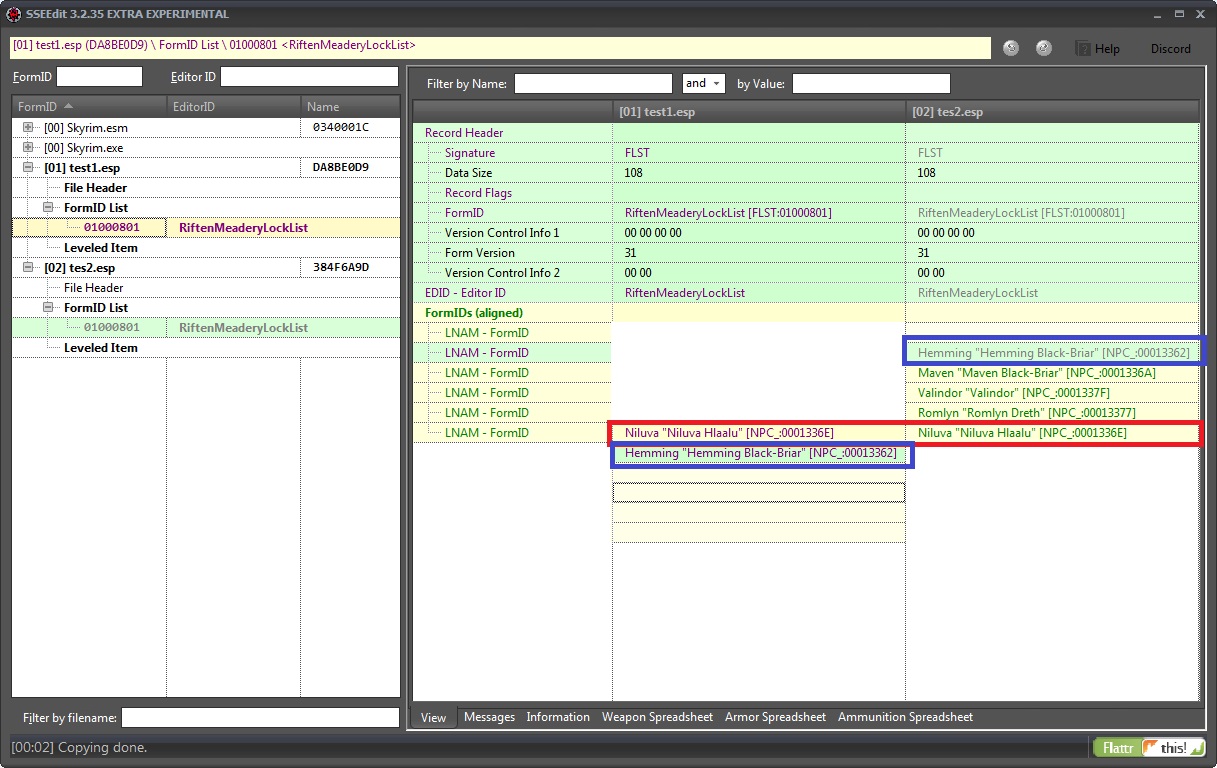 SSEEdit 3.2.35 EXTRA EXPERIMENTAL
[01] test1.esp (DA8BE0D9) \ FormID List \ 01000801 <RiftenMeaderyLockList>
Help
Discord
FormID
Editor ID
FormID EditorID Name
[00] Skyrim.esm 0340001C
[00] Skyrim.exe
[01] test1.esp DA8BE0D9
File Header
FormID List
01000801 RiftenMeaderyLockList
Leveled Item
[02] tes2.esp 384F6A9D
File Header
FormID List
01000801 RiftenMeaderyLockList
Leveled Item
Filter by filename:
Filter by Name: and by Value:
[01] test1.esp [02] tes2.esp
Record Header
Signature FLST FLST
Data Size 108 108
Record Flags
FormID RiftenMeaderyLockList [FLST:01000801] RiftenMeaderyLockList [FLST:01000801]
Version Control Info 1 00 00 00 00 00 00 00 00
Form Version 31 31
Version Control Info 2 00 00 00 00
EDID - Editor ID RiftenMeaderyLockList RiftenMeaderyLockList
FormIDs (aligned)
LNAM - FormID
LNAM - FormID Hemming "Hemming Black-Briar" [NPC_:00013362]
LNAM - FormID Maven "Maven Black-Briar" [NPC_:0001336A]
LNAM - FormID Valindor "Valindor" [NPC_:0001337F]
LNAM - FormID Romlyn "Romlyn Dreth" [NPC_:00013377]
LNAM - FormID Niluva "Niluva Hlaalu" [NPC_:0001336E] Niluva "Niluva Hlaalu" [NPC_:0001336E]
Hemming "Hemming Black-Briar" [NPC_:00013362]
View Messages Information Weapon Spreadsheet Armor Spreadsheet Ammunition Spreadsheet
[00:02] Copying done.
Flattr this!